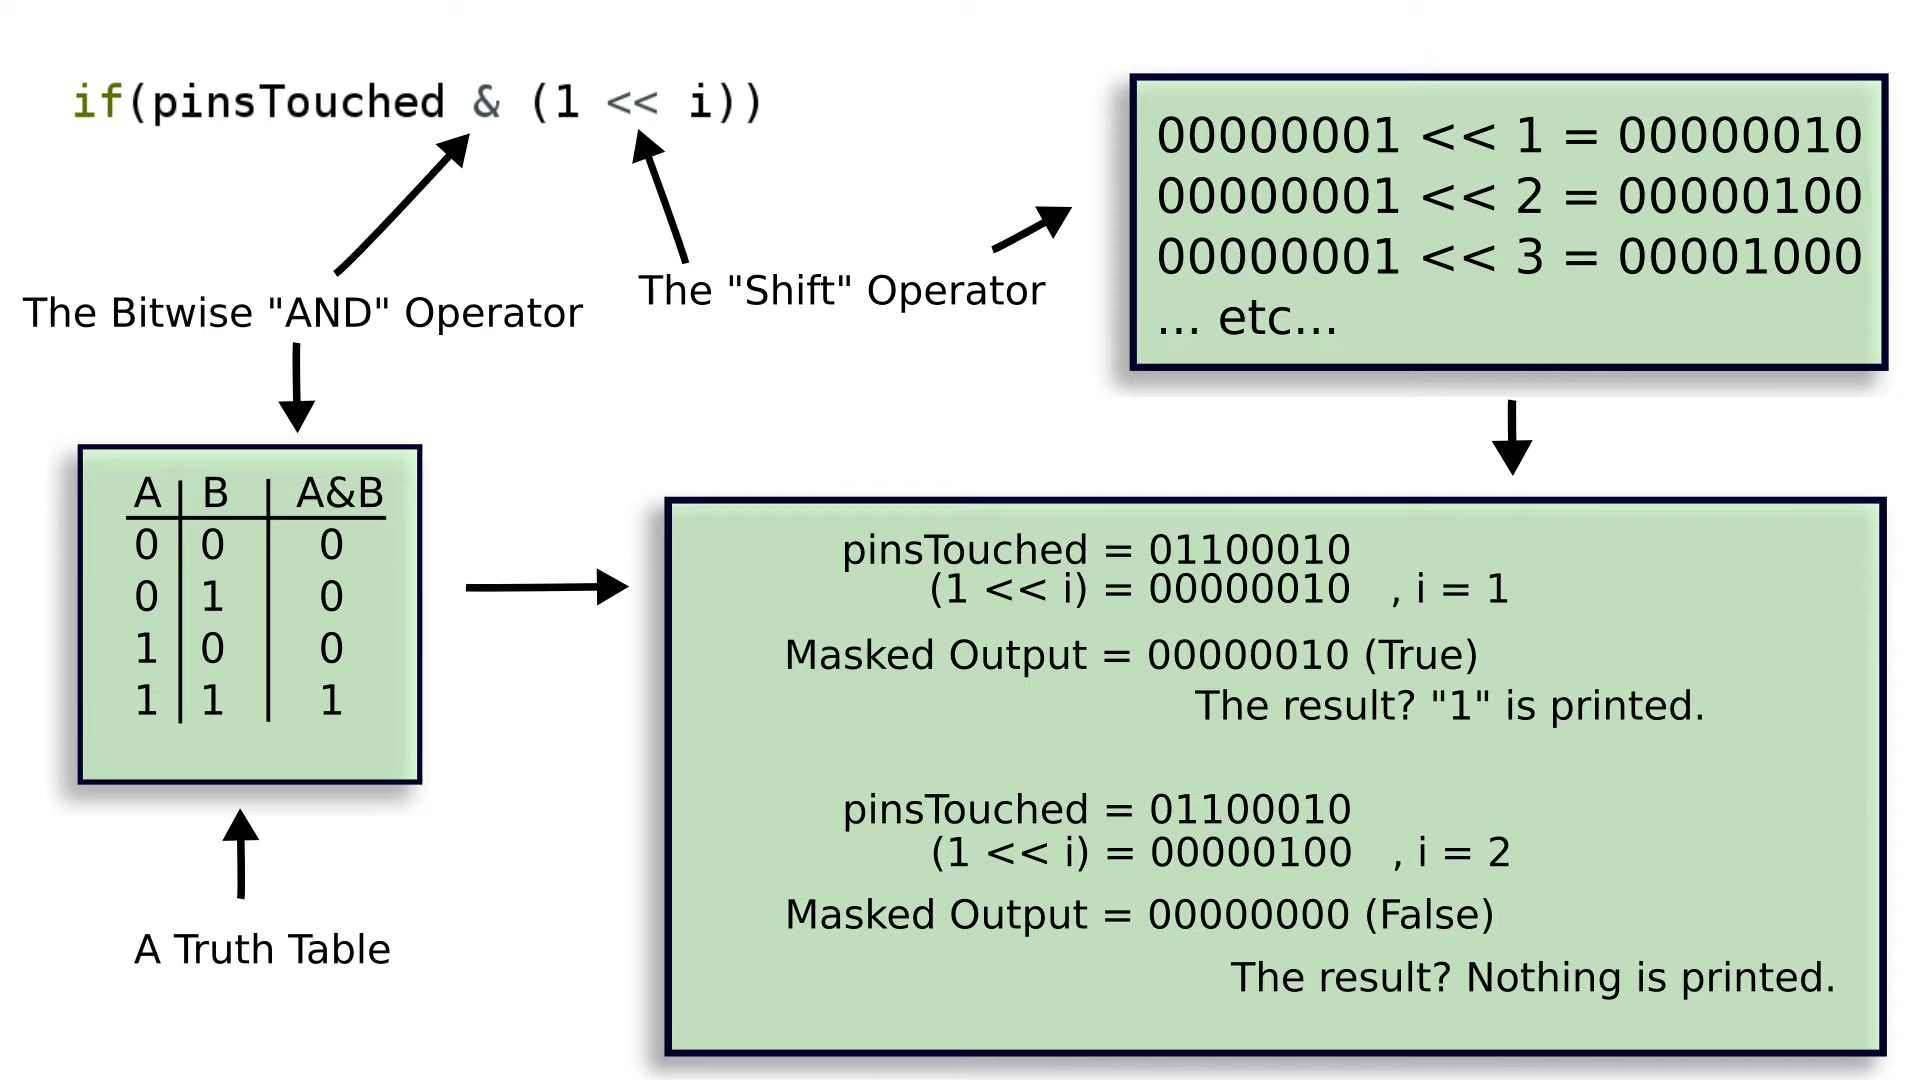 if(pinsTouched & (1 << i))
The Bitwise "AND" Operator
The "Shift" Operator
00000001 << 1 = 00000010
00000001 << 2 = 00000100
00000001 << 3 = 00001000
... etc...
A B A&B
0 0 0
0 1 0
1 0 0
1 1 1
A Truth Table
pinsTouched = 01100010
(1 << i) = 00000010 , i = 1
Masked Output = 00000010 (True)
The result? "1" is printed.
pinsTouched = 01100010
(1 << i) = 00000100 , i = 2
Masked Output = 00000000 (False)
The result? Nothing is printed.